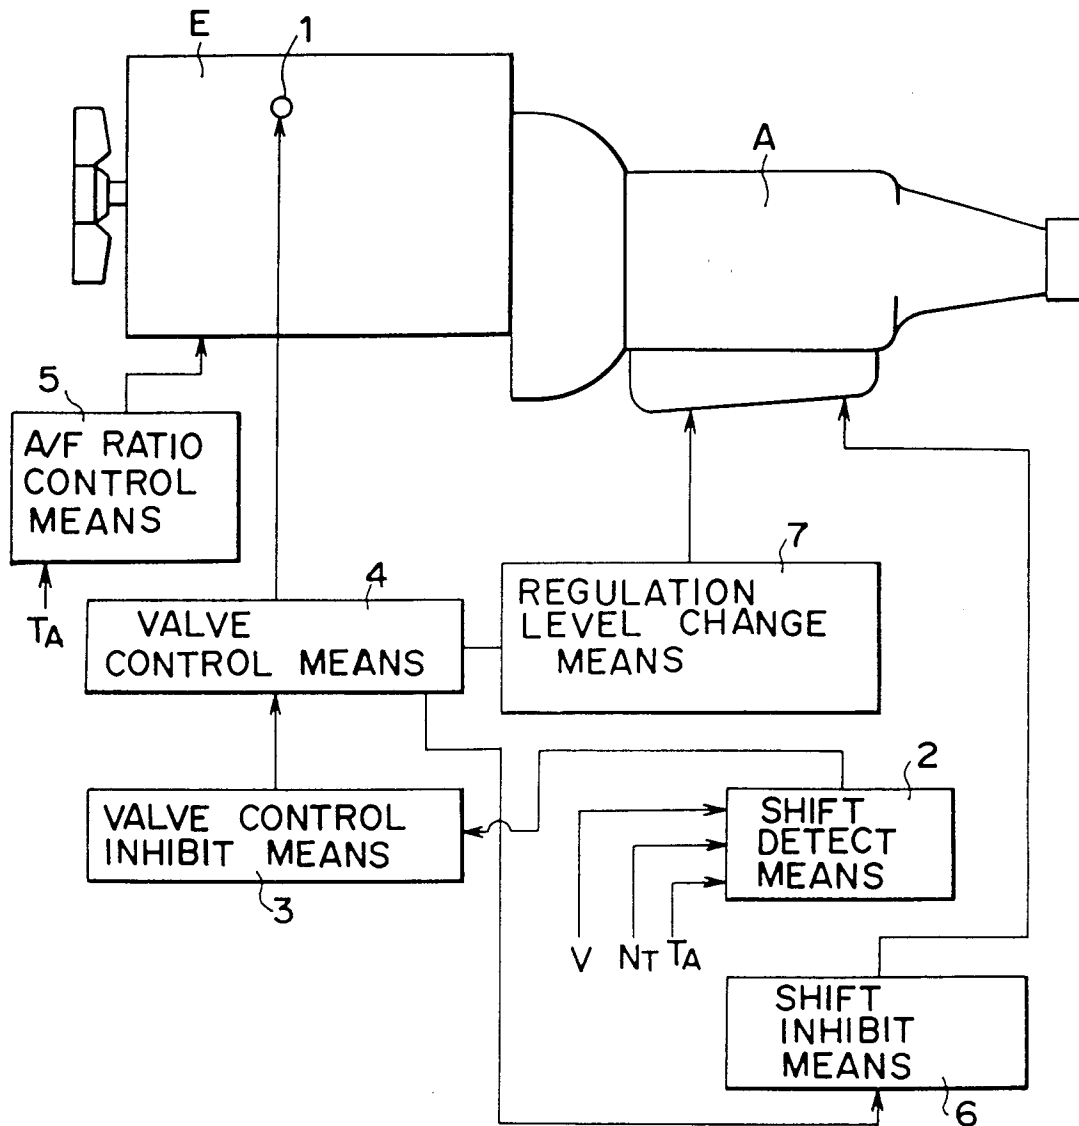 E
1
A
5
A/F RATIO
CONTROL
MEANS
TA
4
VALVE
CONTROL MEANS
7
REGULATION
LEVEL CHANGE
MEANS
2
SHIFT
DETECT
MEANS
VALVE CONTROL
INHIBIT MEANS
3
V NT TA
SHIFT
INHIBIT
MEANS
6